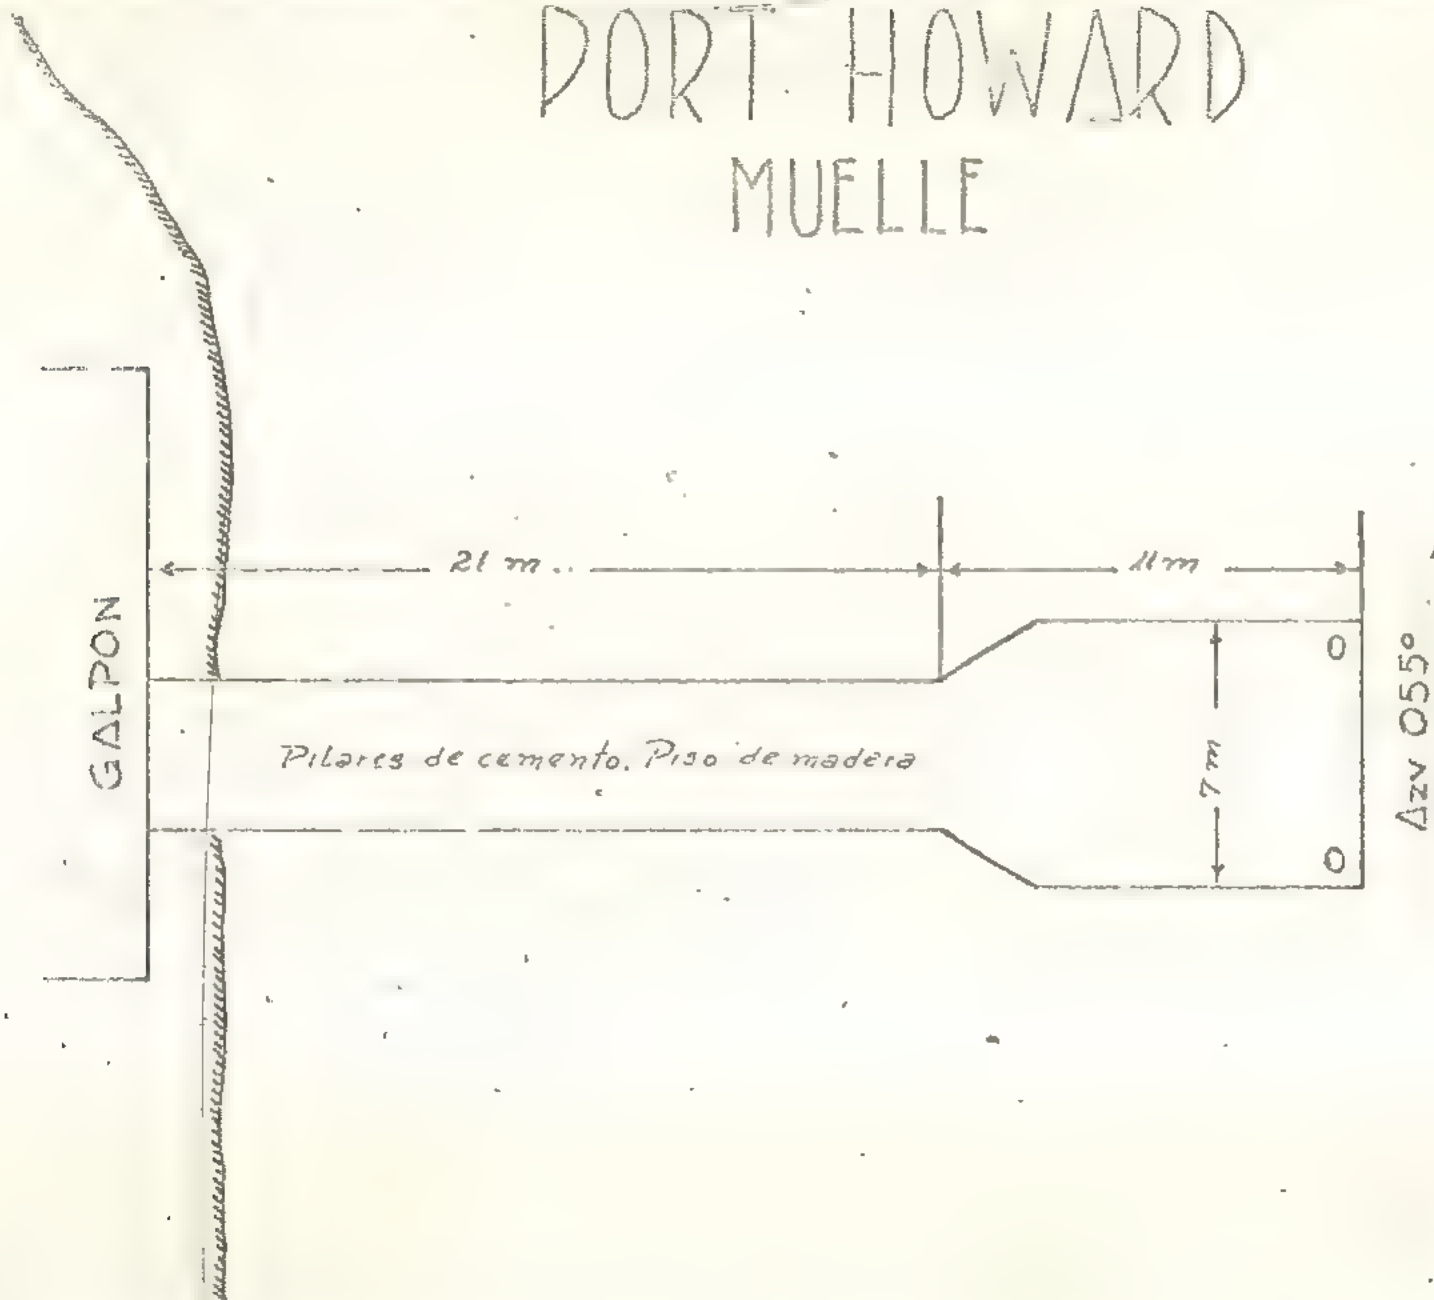 PORT HOWARD
MUELLE
21 m.
11 m
GALPON
Pilares de cemento. Piso de madera
7 m
Azv 055°